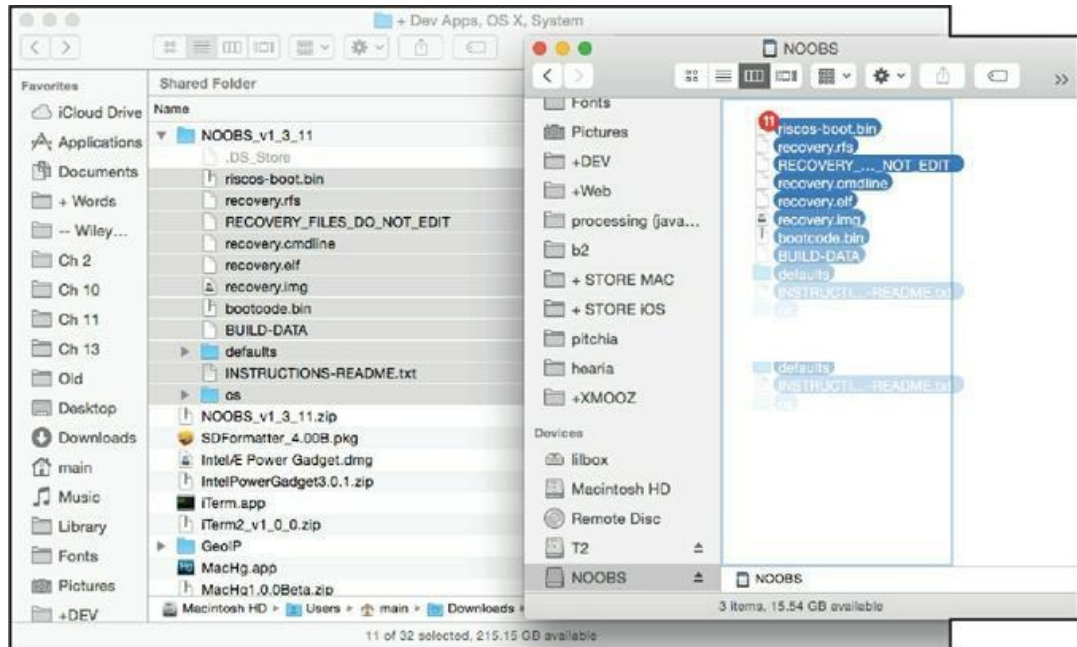 + Dev Apps, OS X, System
Favorites
iCloud Drive
Applications
Documents
+ Words
-- Wiley...
Ch 2
Ch 10
Ch 11
Ch 13
Old
Desktop
Downloads
main
Music
Library
Fonts
Pictures
+DEV
Shared Folder
Name
NOOBS_v1_3_11
.DS_Store
riscos-boot.bin
recovery.rfs
RECOVERY_FILES_DO_NOT_EDIT
recovery.cmdline
recovery.elf
recovery.img
bootcode.bin
BUILD-DATA
defaults
INSTRUCTIONS-README.txt
os
NOOBS_v1_3_11.zip
SDFormatter_4.00B.pkg
IntelÆ Power Gadget.dmg
IntelPowerGadget3.0.1.zip
iTerm.app
iTerm2_v1_0_0.zip
GeoIP
MacHg.app
MacHg1.0.0Beta.zip
Macintosh HD ▸ Users ▸ main ▸ Downloads ▸
11 of 32 selected, 215.15 GB available
NOOBS
Fonts
Pictures
+DEV
+Web
processing (java...
b2
+ STORE MAC
+ STORE iOS
pitchia
hearia
+XMOOZ
Devices
lilbox
Macintosh HD
Remote Disc
T2
NOOBS
11
riscos-boot.bin
recovery.rfs
RECOVERY_..._NOT_EDIT
recovery.cmdline
recovery.elf
recovery.img
bootcode.bin
BUILD-DATA
defaults
INSTRUCTI...-README.txt
os
defaults
INSTRUCTI...-README.txt
os
NOOBS
3 items, 15.54 GB available